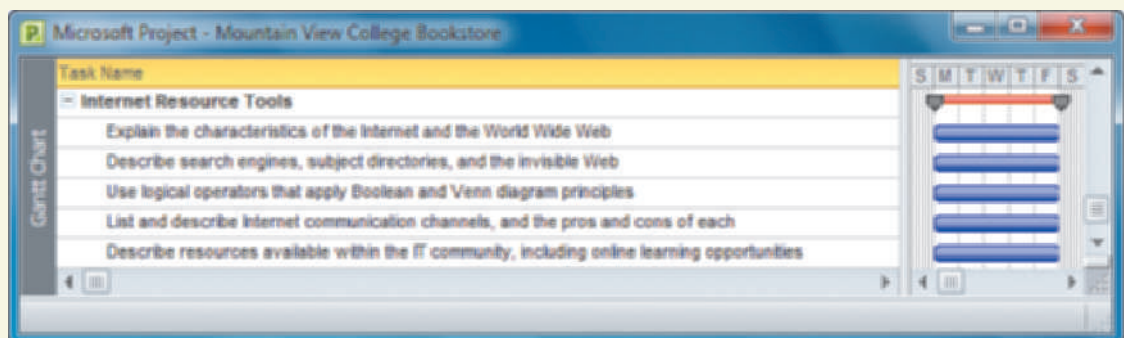 Microsoft Project - Mountain View College Bookstore
Task Name
S M T W T F S
Internet Resource Tools
Explain the characteristics of the Internet and the World Wide Web
Describe search engines, subject directories, and the invisible Web
Use logical operators that apply Boolean and Venn diagram principles
List and describe Internet communication channels, and the pros and cons of each
Describe resources available within the IT community, including online learning opportunities
Gantt Chart